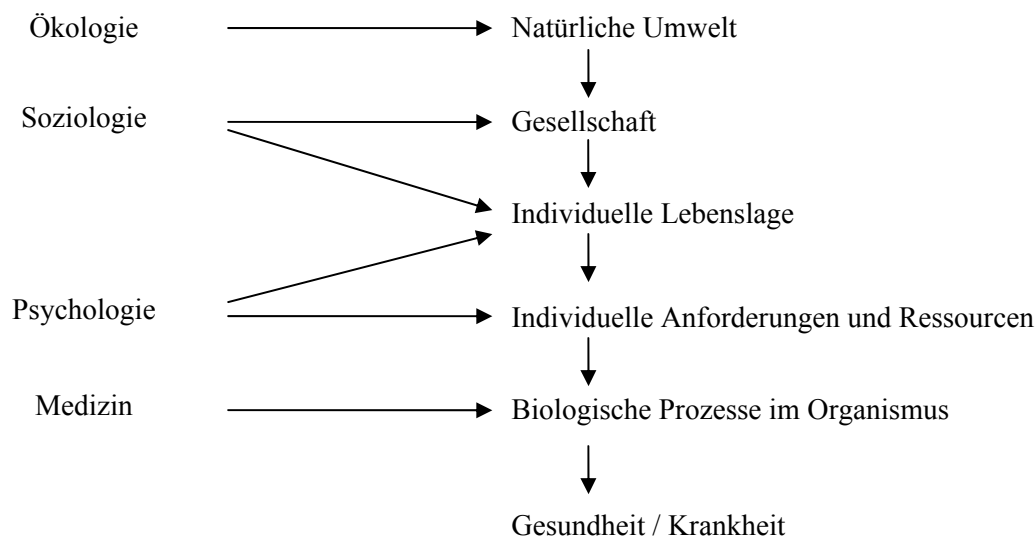 Ökologie
Natürliche Umwelt
Soziologie
Gesellschaft
Individuelle Lebenslage
Psychologie
Individuelle Anforderungen und Ressourcen
Medizin
Biologische Prozesse im Organismus
Gesundheit / Krankheit